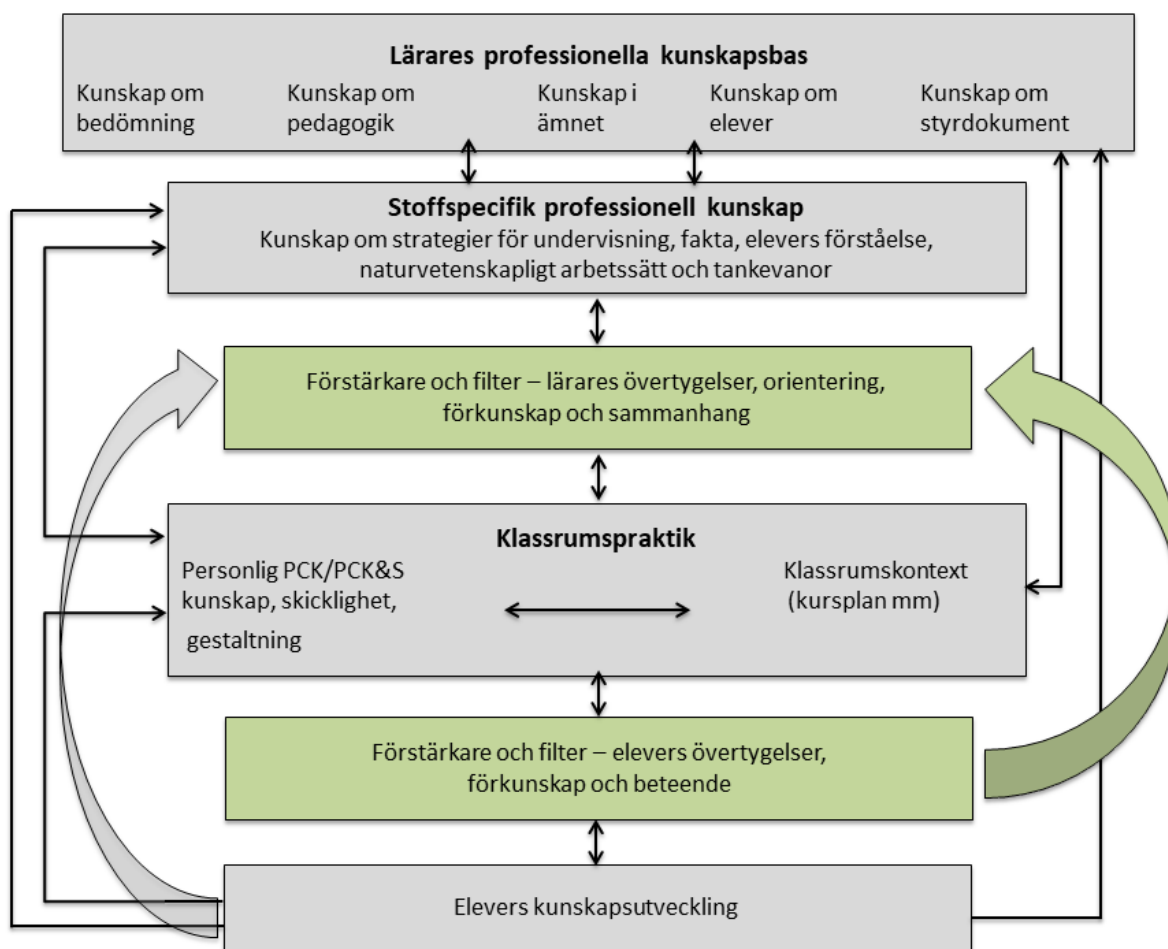 Lärares professionella kunskapsbas
Kunskap om
bedömning
Kunskap om
pedagogik
Kunskap i
ämnet
Kunskap om
elever
Kunskap om
styrdokument
Stoffspecifik professionell kunskap
Kunskap om strategier för undervisning, fakta, elevers förståelse,
naturvetenskapligt arbetssätt och tankevanor
Förstärkare och filter – lärares övertygelser, orientering,
förkunskap och sammanhang
Klassrumspraktik
Personlig PCK/PCK&S
kunskap, skicklighet,
gestaltning
Klassrumskontext
(kursplan mm)
Förstärkare och filter – elevers övertygelser,
förkunskap och beteende
Elevers kunskapsutveckling